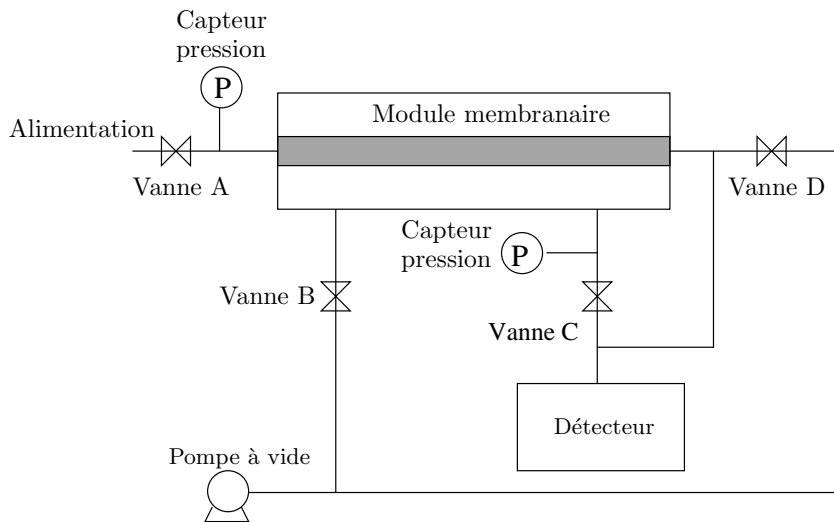 Capteur
pression
P
Alimentation
Module membranaire
Vanne A
Vanne D
Capteur
pression
P
Vanne B
Vanne C
Détecteur
Pompe à vide